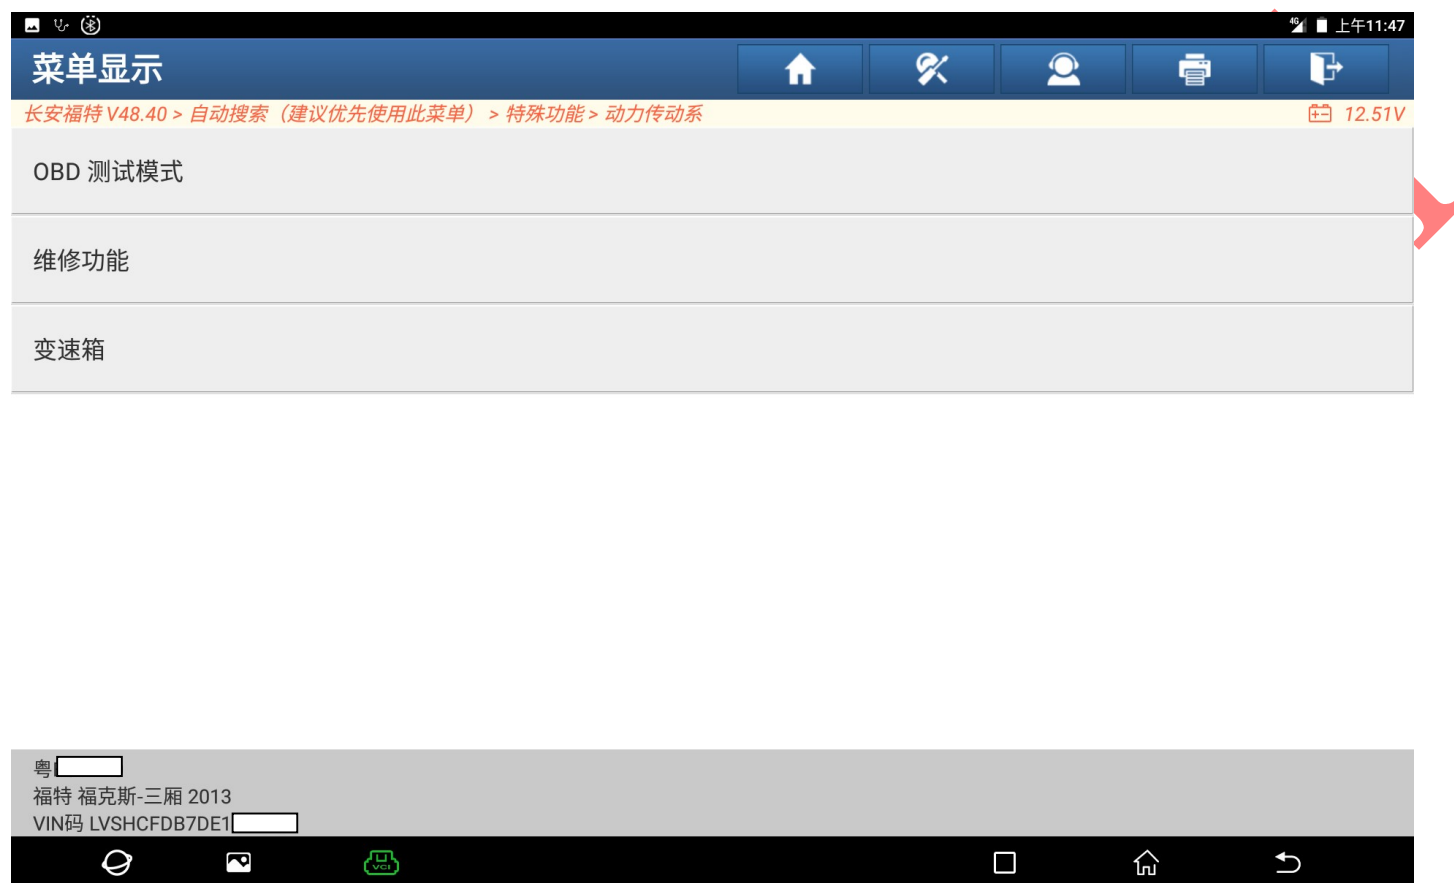 4G 上午11:47
菜单显示
长安福特 V48.40 > 自动搜索（建议优先使用此菜单） > 特殊功能 > 动力传动系 12.51V
OBD 测试模式
维修功能
变速箱
粤
福特 福克斯-三厢 2013
VIN码 LVSHCFDB7DE1
VCI